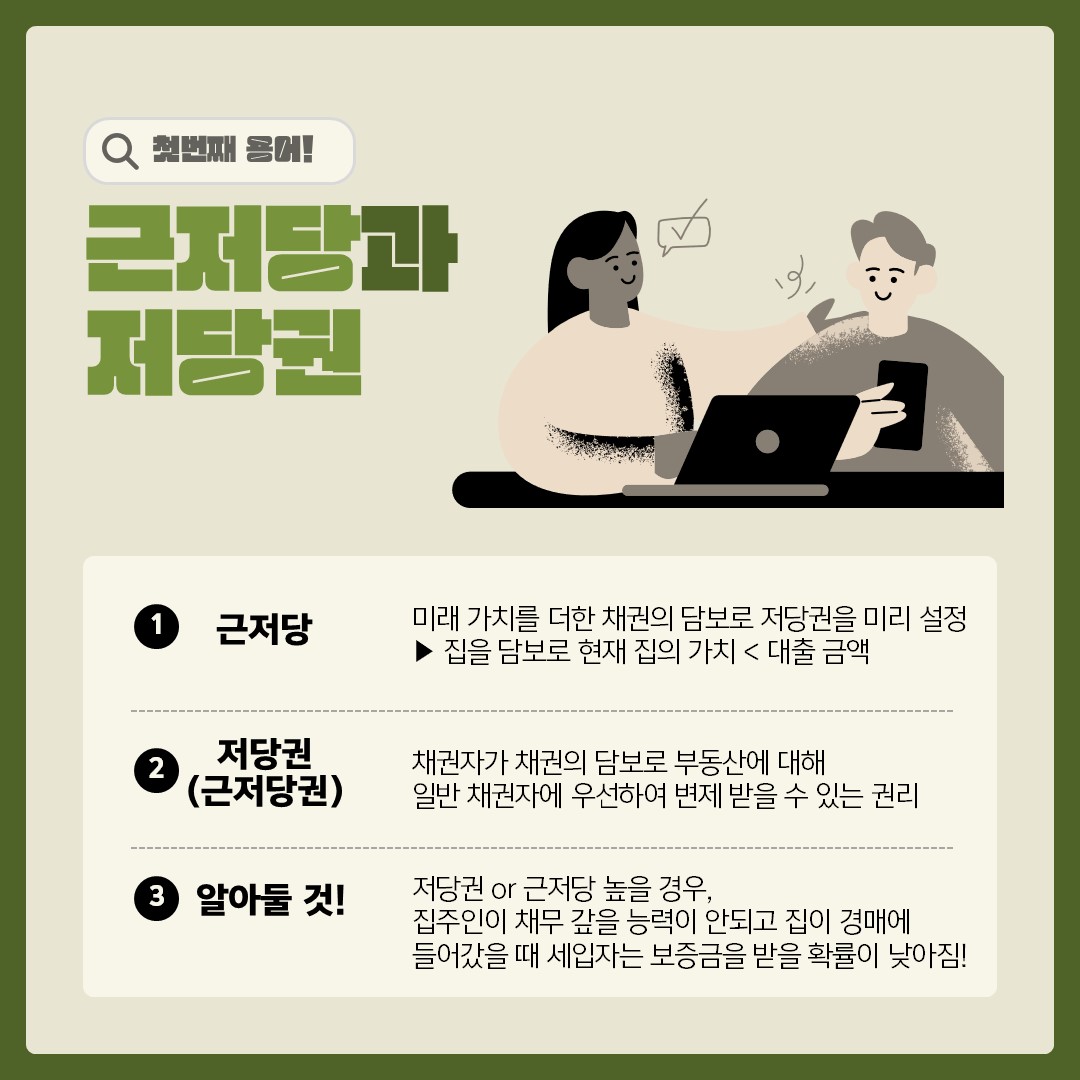 첫번째 용어!
근저당과
저당권
1 근저당
미래 가치를 더한 채권의 담보로 저당권을 미리 설정
▶ 집을 담보로 현재 집의 가치 < 대출 금액
2 저당권
(근저당권)
채권자가 채권의 담보로 부동산에 대해
일반 채권자에 우선하여 변제 받을 수 있는 권리
3 알아둘 것!
저당권 or 근저당 높을 경우,
집주인이 채무 갚을 능력이 안되고 집이 경매에
들어갔을 때 세입자는 보증금을 받을 확률이 낮아짐!